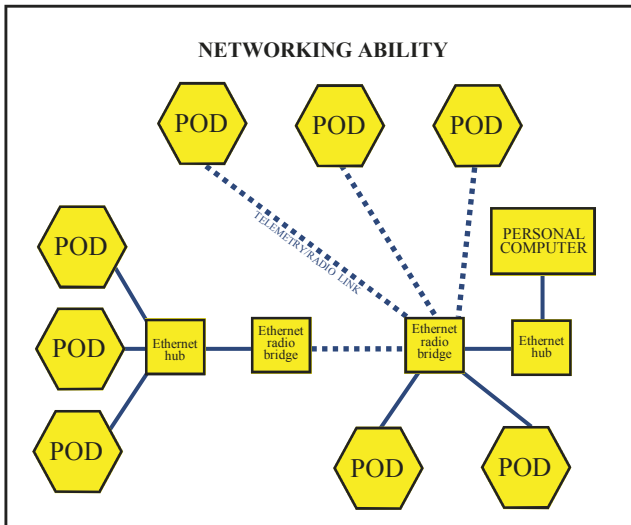 NETWORKING ABILITY
POD
POD
POD
TELEMETRY/RADIO LINK
POD
PERSONAL
COMPUTER
POD
Ethernet
hub
Ethernet
radio
bridge
Ethernet
radio
bridge
Ethernet
hub
POD
POD
POD